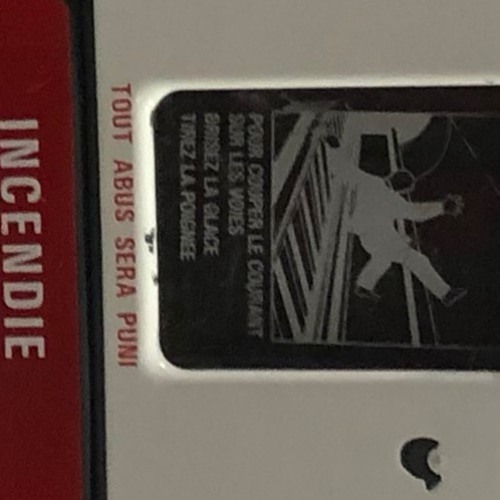 POUR COUPER LE COURANT
SUR LES VOIES
BRISEZ LA GLACE
TIREZ LA POIGNEE
TOUT ABUS SERA PUNI
INCENDIE